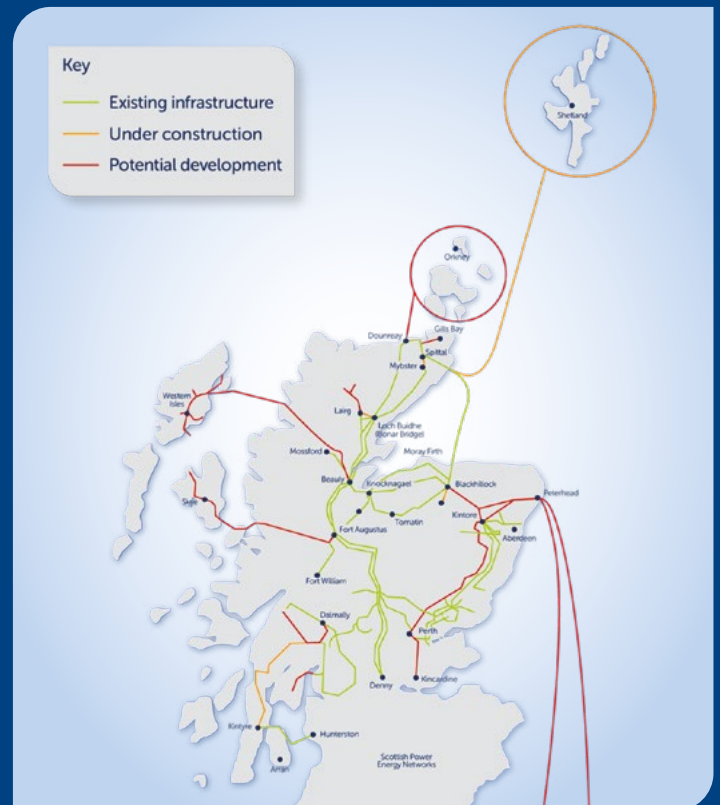 Key
Existing infrastructure
Under construction
Potential development
Shetland
Orkney
Gills Bay
Dounreay
Spittal
Mybster
Western
Isles
Lairg
Loch Buidhe
(Bonar Bridge)
Mossford
Moray Firth
Beauly
Knocknagael
Blackhillock
Peterhead
Skye
Kintore
Tomatin
Fort Augustus
Aberdeen
Fort William
Dalmally
Perth
Denny
Kincardine
Kintyre
Hunterston
Arran
Scottish Power
Energy Networks